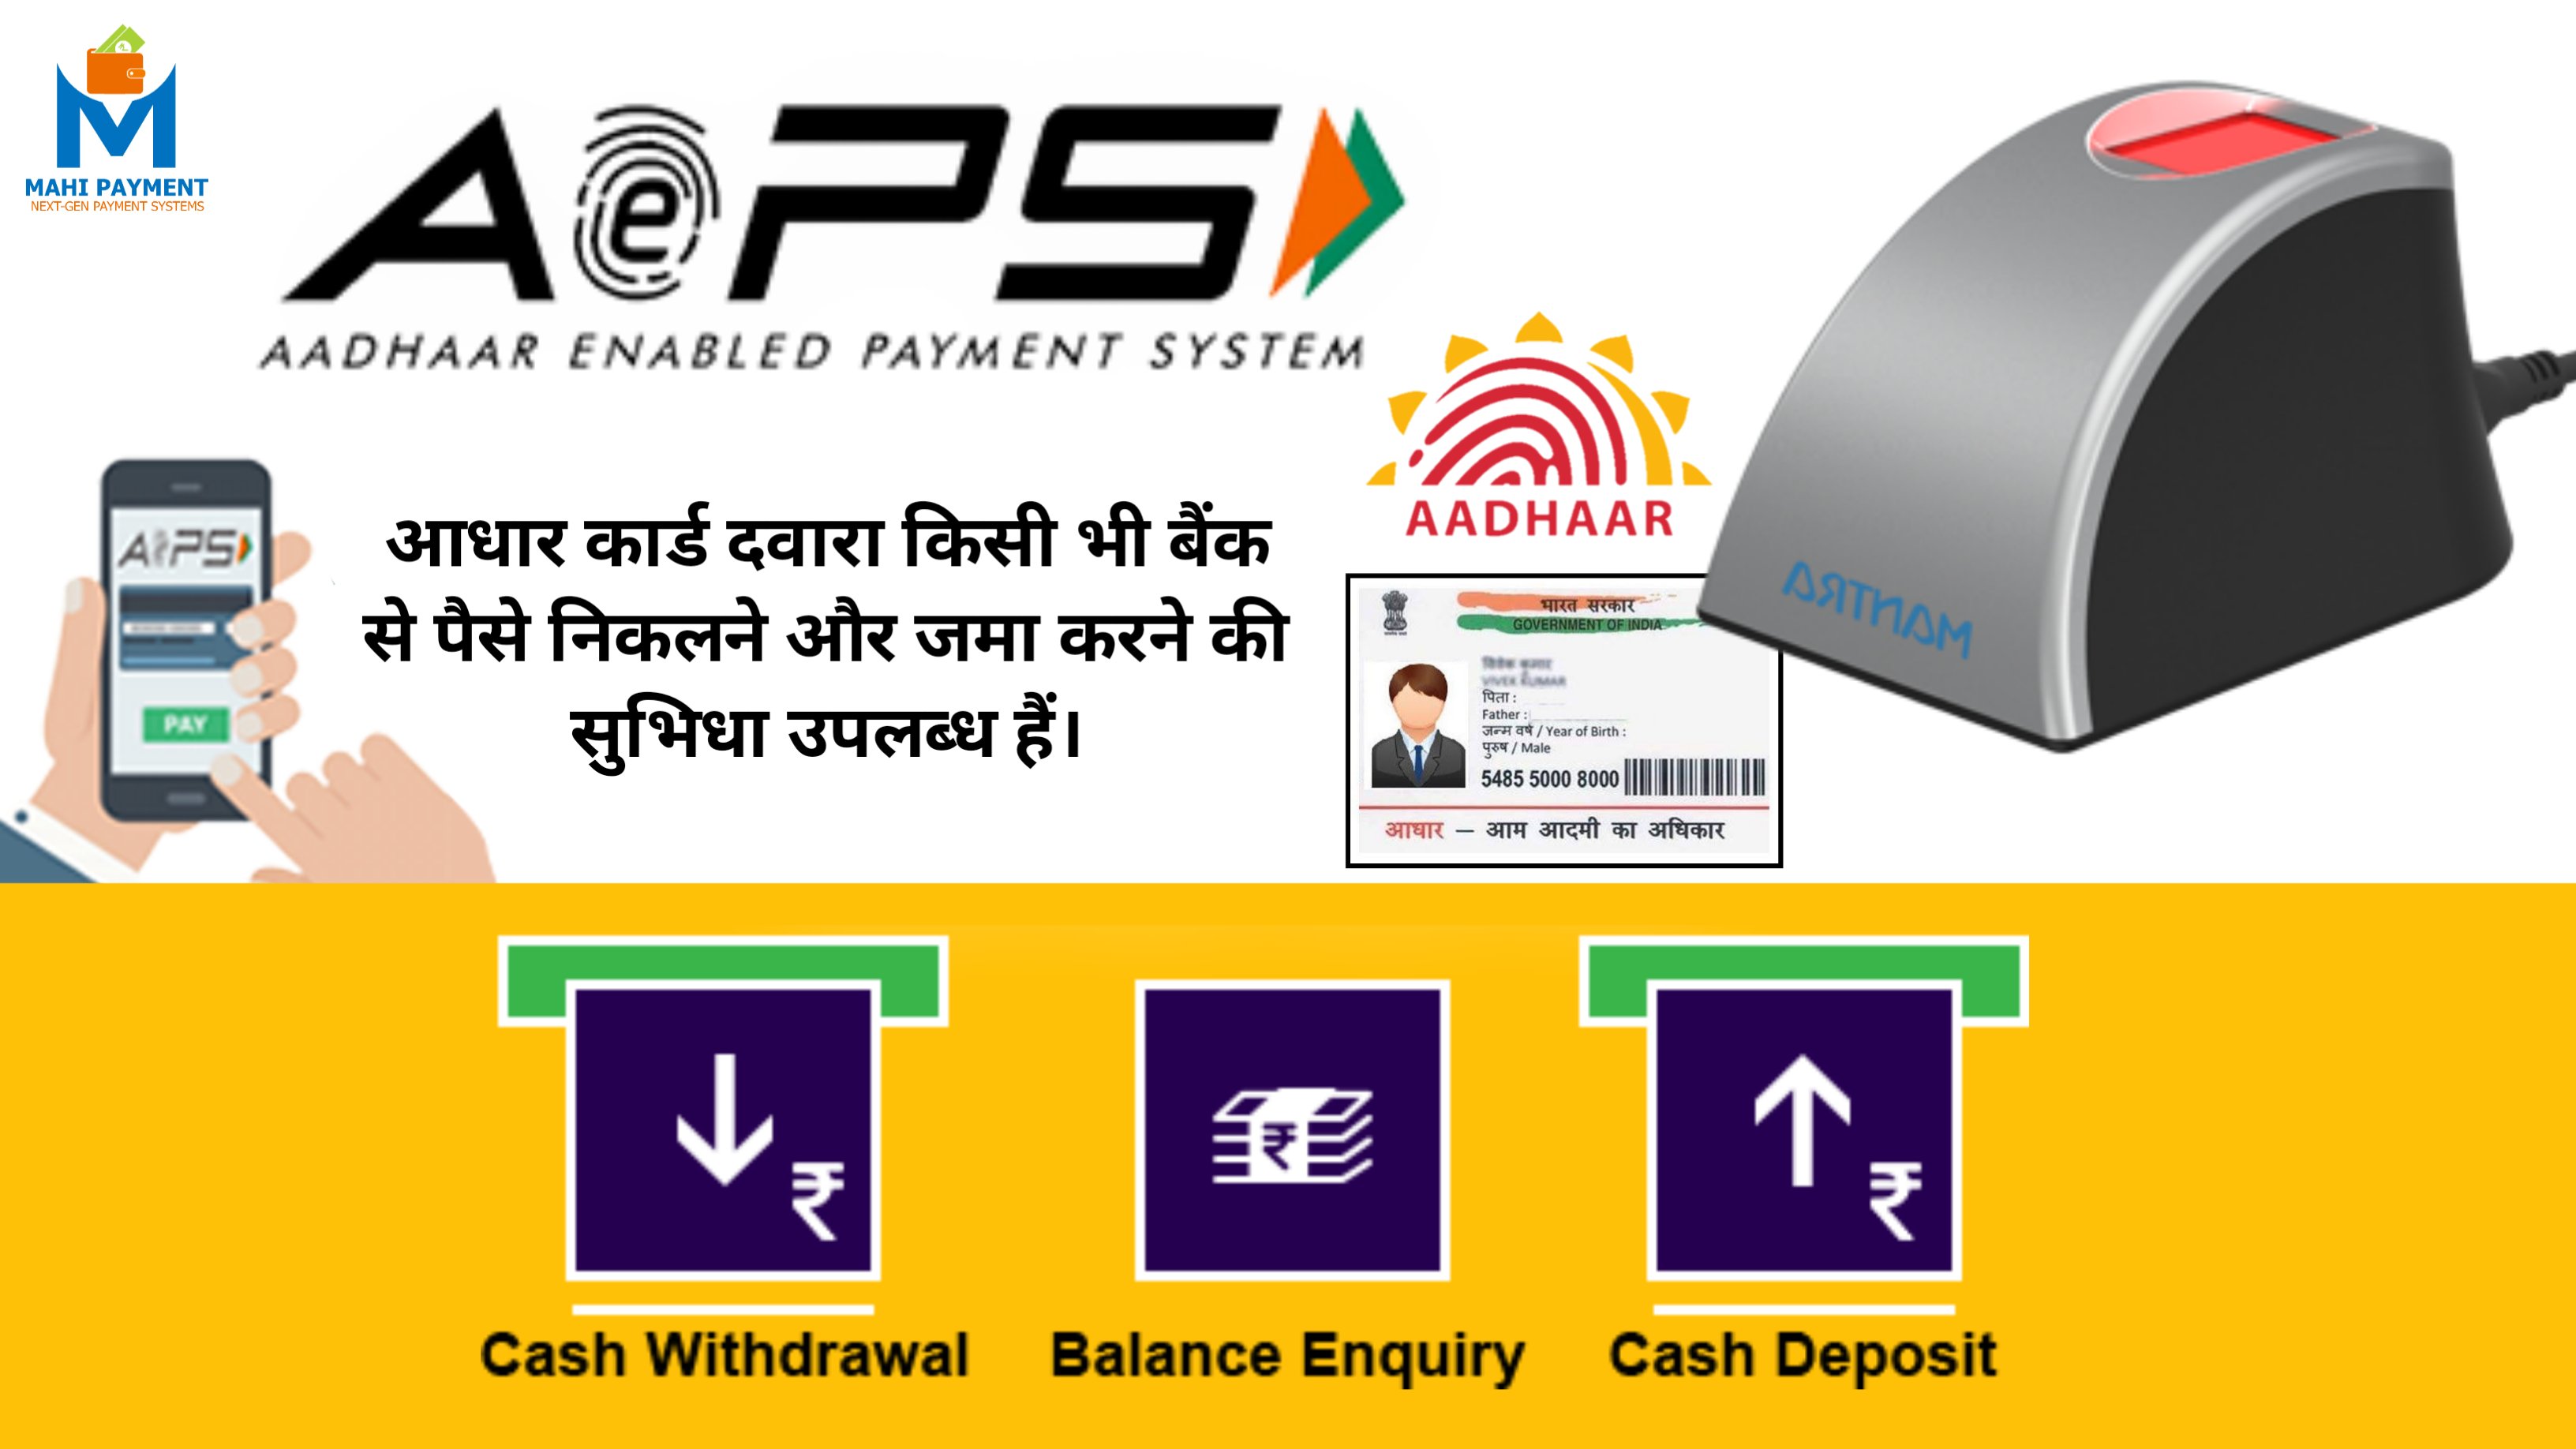 MAHI PAYMENT
NEXT-GEN PAYMENT SYSTEMS
AePS
AADHAAR ENABLED PAYMENT SYSTEM
AePS
PAY
आधार कार्ड दवारा किसी भी बैंक
से पैसे निकलने और जमा करने की
सुभिधा उपलब्ध हैं।
AADHAAR
भारत सरकार
GOVERNMENT OF INDIA
VIVEK KUMAR
पिता :
Father :
जन्म वर्ष / Year of Birth :
पुरुष / Male
5485 5000 8000
आधार – आम आदमी का अधिकार
MANTRA
₹
₹
₹
Cash Withdrawal
Balance Enquiry
Cash Deposit